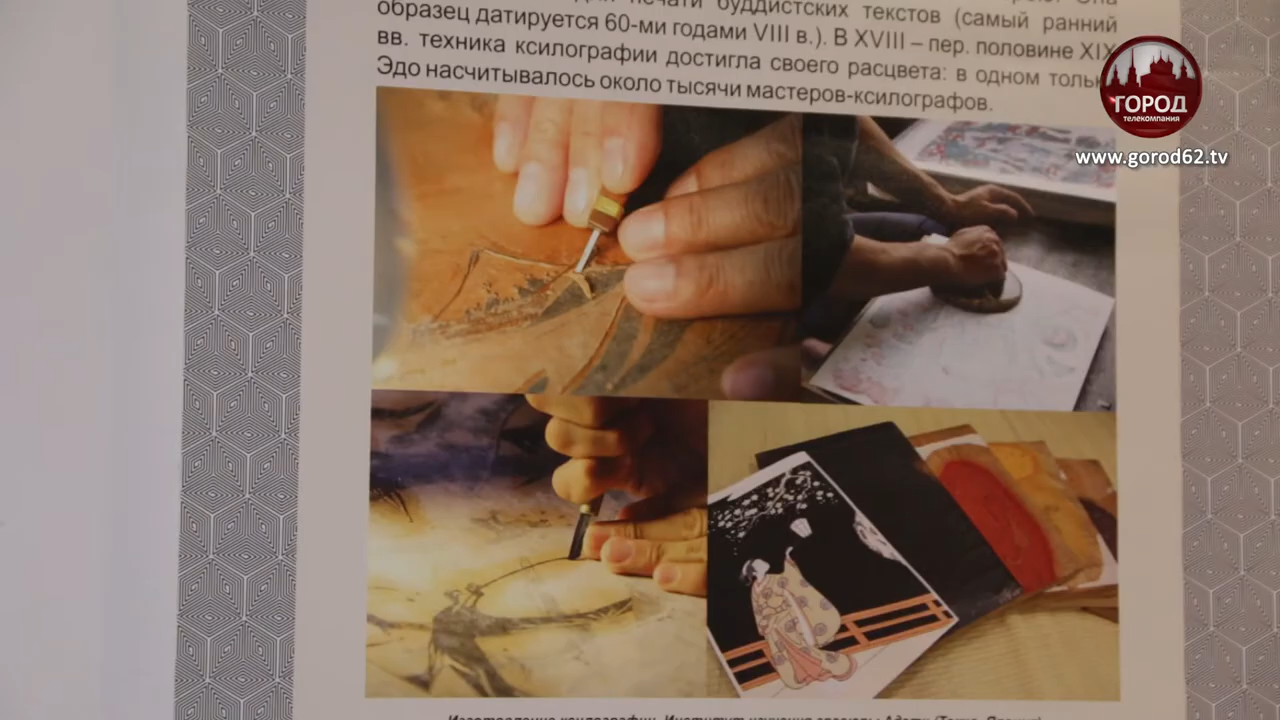 печати буддистских текстов (самый ранний
образец датируется 60-ми годами VIII в.). В XVIII – пер. половине XIX
вв. техника ксилографии достигла своего расцвета: в одном только
Эдо насчитывалось около тысячи мастеров-ксилографов.
ГОРОД
телекомпания
www.gorod62.tv